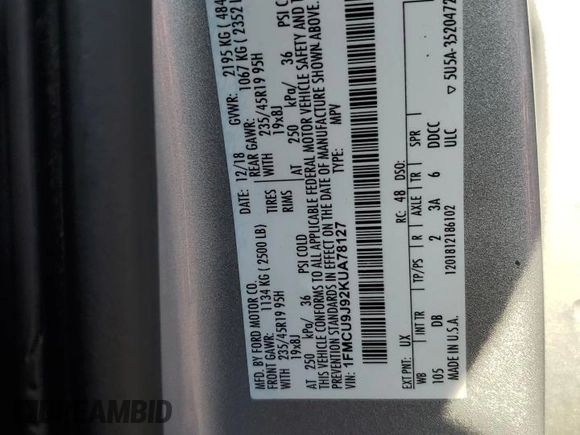 MFD. BY FORD MOTOR CO.
DATE: 12/18
GVWR: 2195 KG (484
FRONT GAWR: 1134 KG (2500 LB)
REAR GAWR: 1067 KG (2352 L
WITH 235/45R19 95H TIRES
WITH 235/45R19 95H
19x8J RIMS
19x8J
AT 250 kPa/ 36 PSI COLD
AT 250 kPa/ 36 PSI COL
THIS VEHICLE CONFORMS TO ALL APPLICABLE FEDERAL MOTOR VEHICLE SAFETY AND T
PREVENTION STANDARDS IN EFFECT ON THE DATE OF MANUFACTURE SHOWN ABOVE.
VIN: 1FMCU9J92KUA78127
TYPE: MPV
EXT PNT: UX RC: 48 DSO:
WB INT TR TP/PS R AXLE TR SPR
105 DB 2 3A 6 DDCC
MADE IN U.S.A. 1201812186102 ULC
▽ 5U5A-3520472